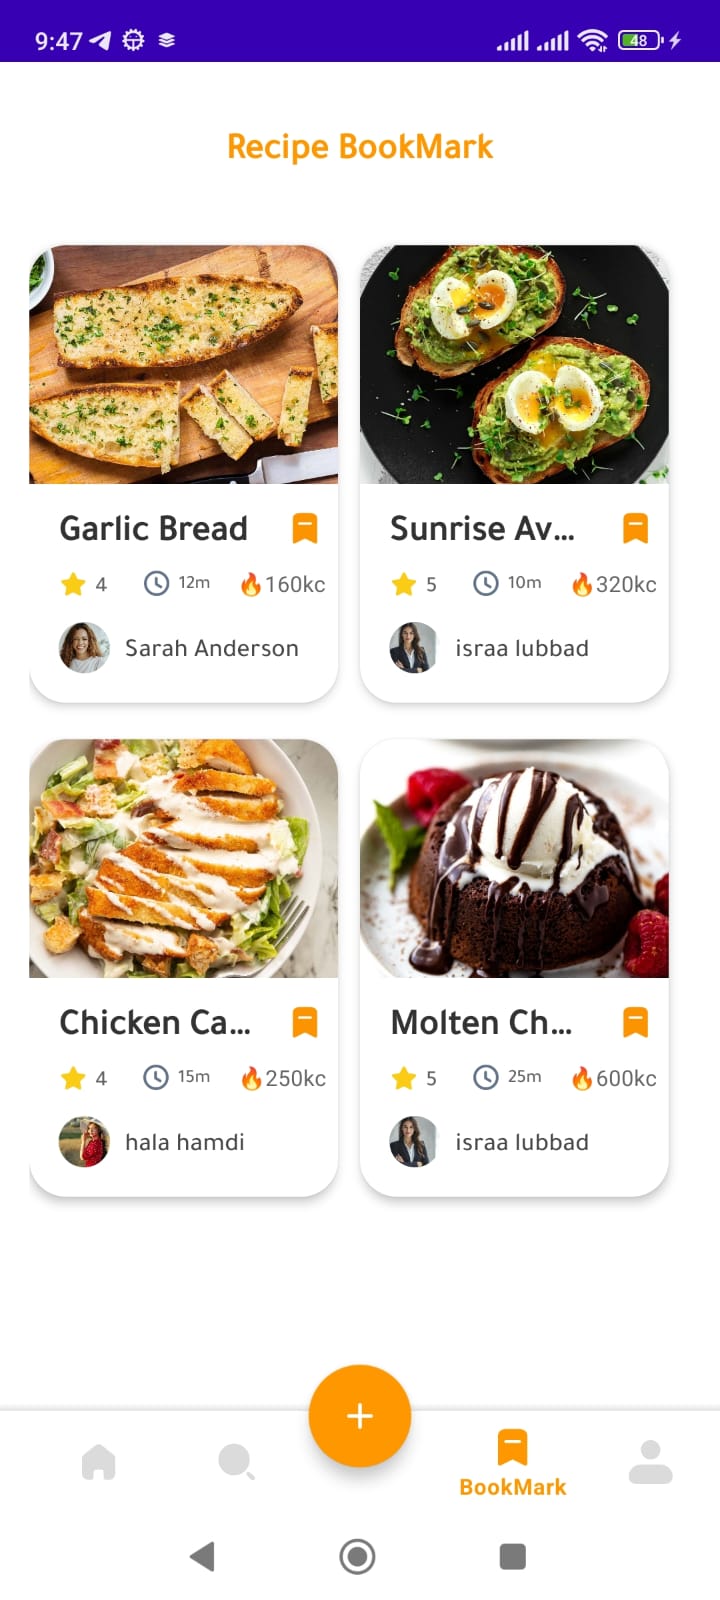 9:47 48
Recipe BookMark
Garlic Bread
4 12m 🔥160kc
Sarah Anderson
Sunrise Av...
5 10m 🔥320kc
israa lubbad
Chicken Ca...
4 15m 🔥250kc
hala hamdi
Molten Ch...
5 25m 🔥600kc
israa lubbad
BookMark